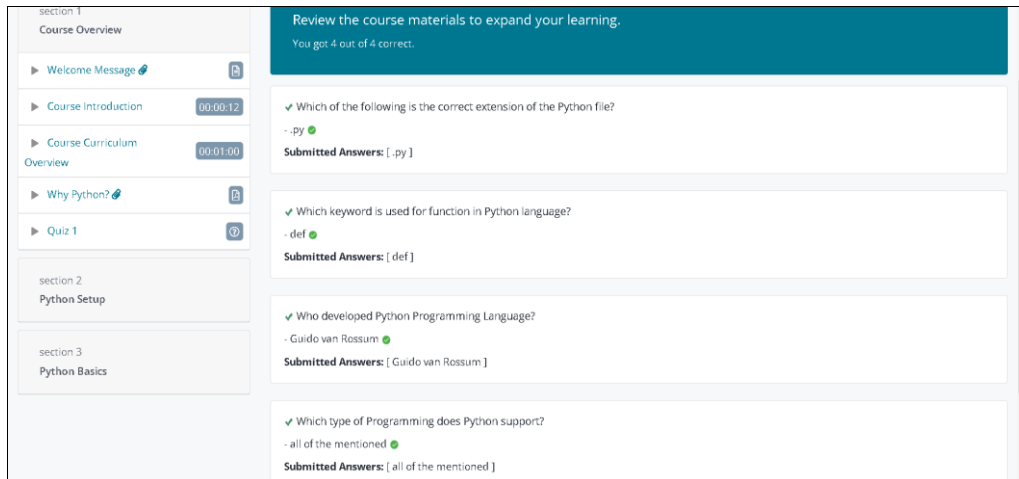 section 1
Course Overview
Welcome Message
Course Introduction
00:00:12
Course Curriculum
Overview
00:01:00
Why Python?
Quiz 1
section 2
Python Setup
section 3
Python Basics
Review the course materials to expand your learning.
You got 4 out of 4 correct.
Which of the following is the correct extension of the Python file?
- .py
Submitted Answers: [ .py ]
Which keyword is used for function in Python language?
- def
Submitted Answers: [ def ]
Who developed Python Programming Language?
- Guido van Rossum
Submitted Answers: [ Guido van Rossum ]
Which type of Programming does Python support?
- all of the mentioned
Submitted Answers: [ all of the mentioned ]